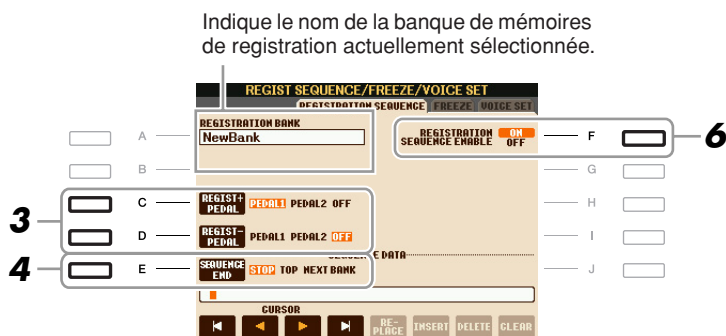 Indique le nom de la banque de mémoires
de registration actuellement sélectionnée.
REGIST SEQUENCE/FREEZE/VOICE SET
REGISTRATION SEQUENCE FREEZE VOICE SET
REGISTRATION BANK
NewBank
REGISTRATION SEQUENCE ENABLE ON OFF
A
B
C
D
E
F
G
H
I
J
3
4
6
REGIST+ PEDAL PEDAL1 PEDAL2 OFF
REGIST- PEDAL PEDAL1 PEDAL2 OFF
SEQUENCE DATA
SEQUENCE END STOP TOP NEXT BANK
CURSOR
RE-PLACE INSERT DELETE CLEAR